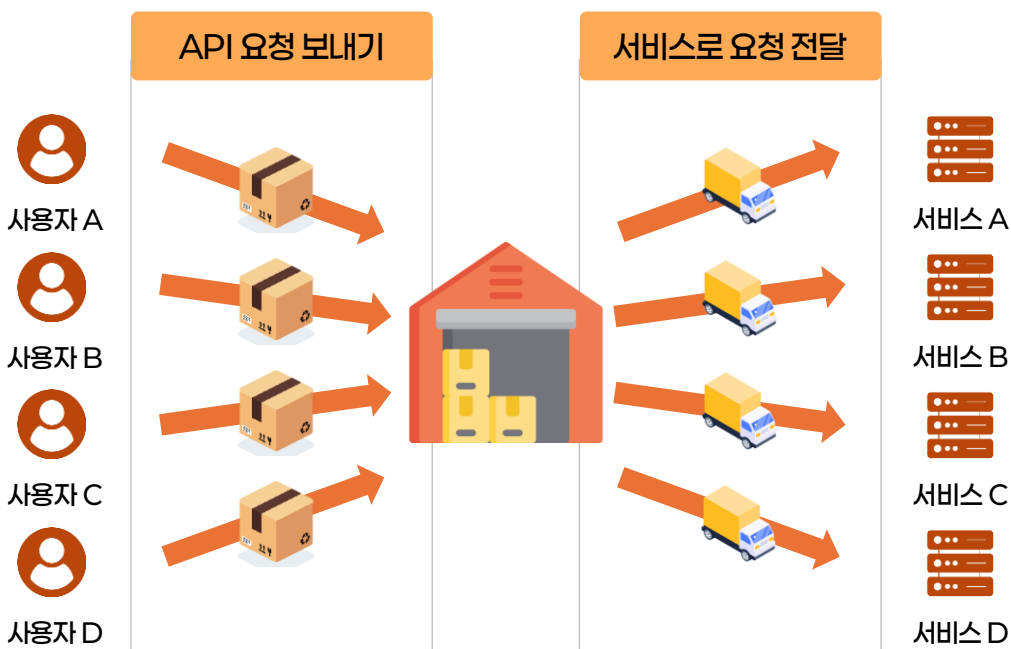 API 요청 보내기
서비스로 요청 전달
사용자 A
서비스 A
사용자 B
서비스 B
사용자 C
서비스 C
사용자 D
서비스 D